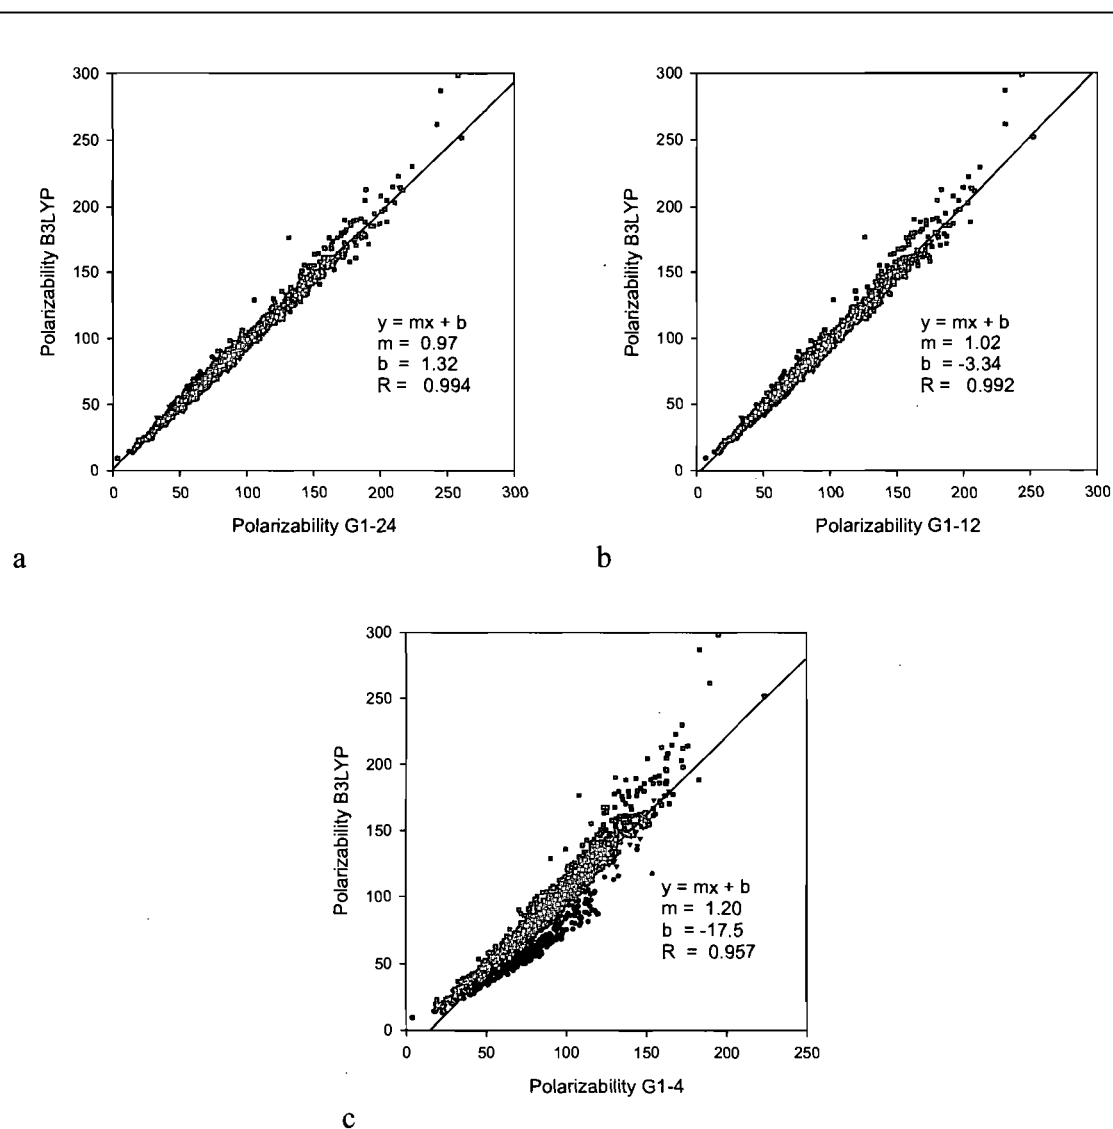 300
250
200
150
100
50
0
Polarizability B3LYP
y = mx + b
m = 0.97
b = 1.32
R = 0.994
0 50 100 150 200 250 300
Polarizability G1-24
a
300
250
200
150
100
50
0
Polarizability B3LYP
y = mx + b
m = 1.02
b = -3.34
R = 0.992
0 50 100 150 200 250 300
Polarizability G1-12
b
300
250
200
150
100
50
0
Polarizability B3LYP
y = mx + b
m = 1.20
b = -17.5
R = 0.957
0 50 100 150 200 250
Polarizability G1-4
c